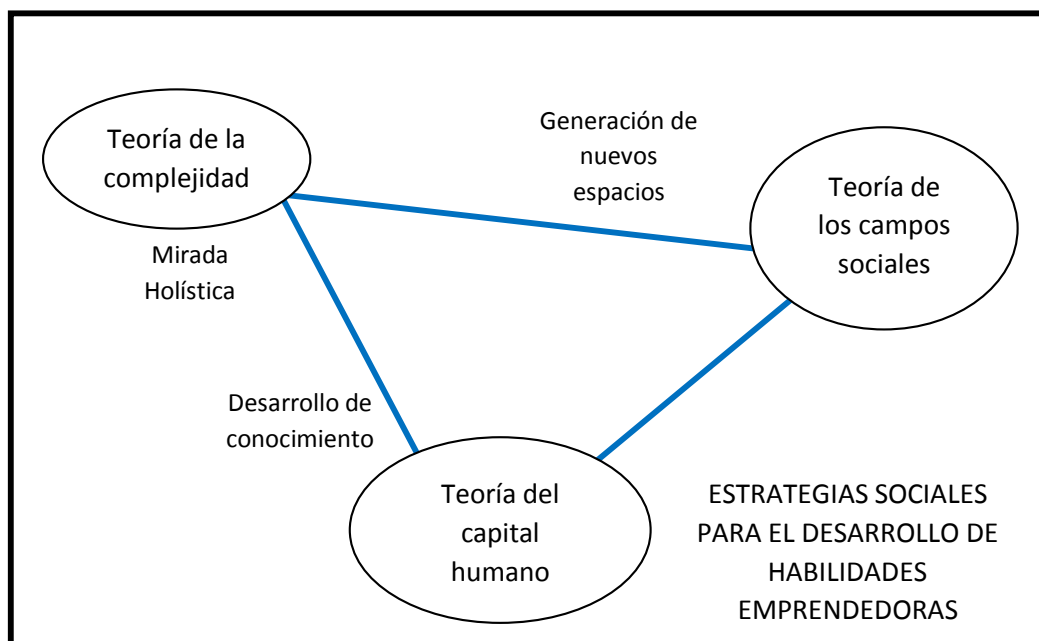 Teoría de la
complejidad
Mirada
Holística
Generación de
nuevos
espacios
Teoría de
los campos
sociales
Desarrollo de
conocimiento
Teoría del
capital
humano
ESTRATEGIAS SOCIALES
PARA EL DESARROLLO DE
HABILIDADES
EMPRENDEDORAS